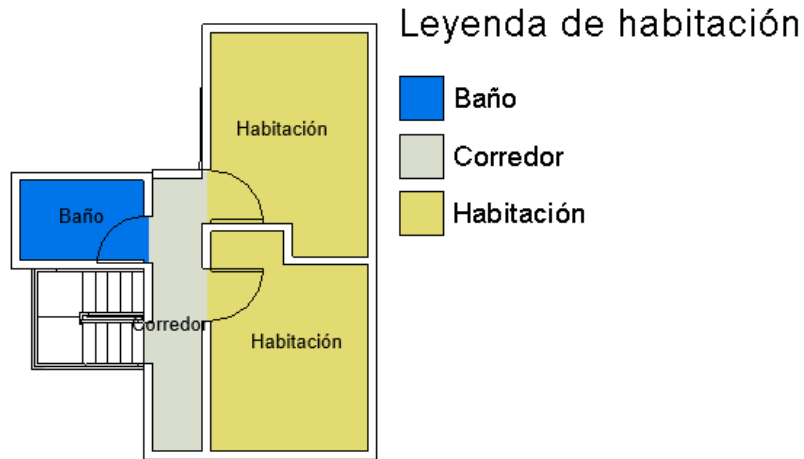 Leyenda de habitación
Baño
Corredor
Habitación
Habitación
Baño
Corredor
Habitación